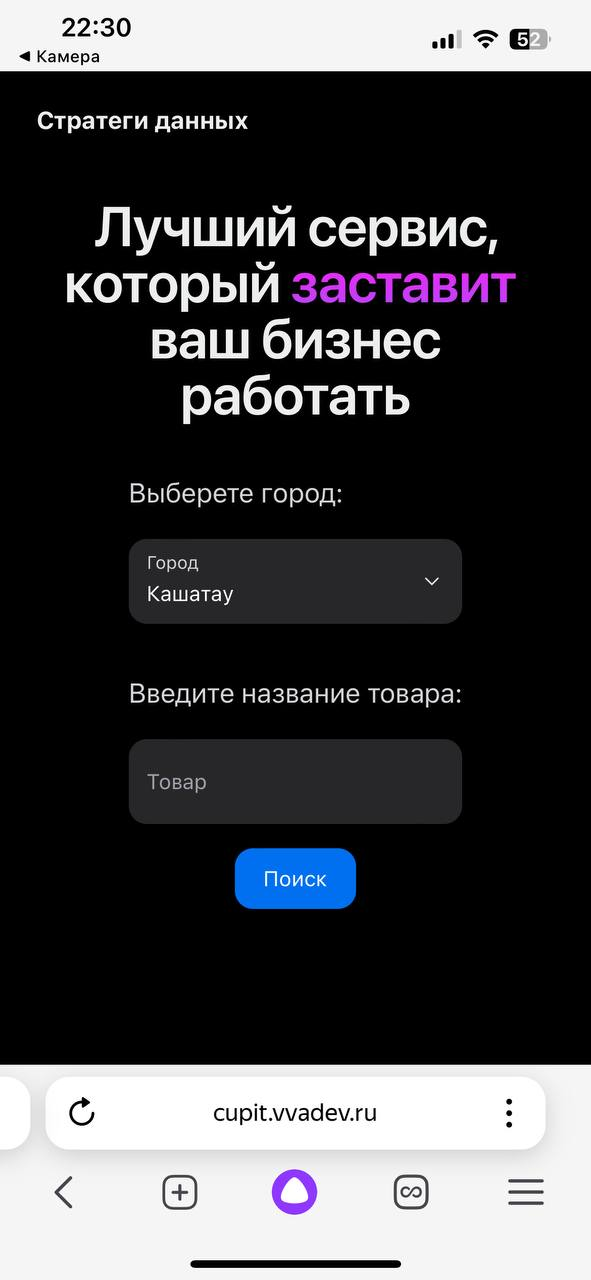 22:30
52
◀ Камера
Стратеги данных
Лучший сервис,
который заставит
ваш бизнес
работать
Выберете город:
Город
Кашатау
Введите название товара:
Товар
Поиск
cupit.vvadev.ru